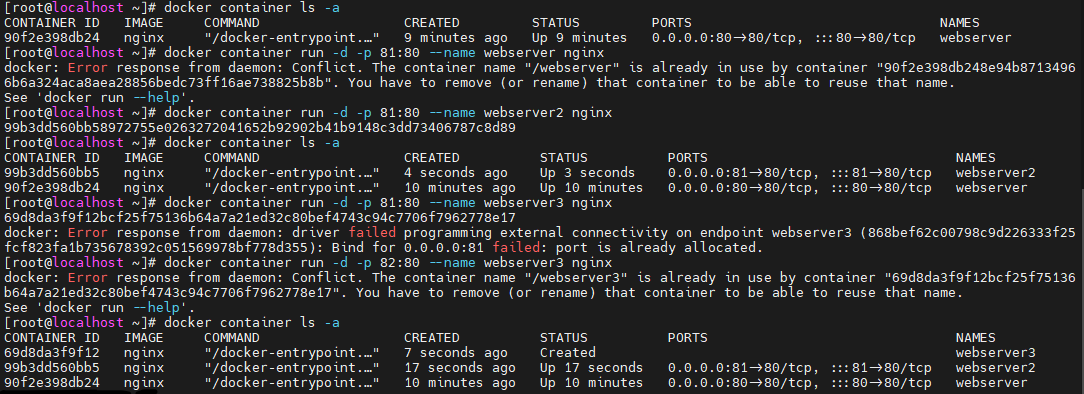 [root@localhost ~]# docker container ls -a
CONTAINER ID   IMAGE     COMMAND                  CREATED         STATUS         PORTS                               NAMES
90f2e398db24   nginx     "/docker-entrypoint.…"   9 minutes ago   Up 9 minutes   0.0.0.0:80→80/tcp, :::80→80/tcp   webserver
[root@localhost ~]# docker container run -d -p 81:80 --name webserver nginx
docker: Error response from daemon: Conflict. The container name "/webserver" is already in use by container "90f2e398db248e94b8713496
6b6a324aca8aea28856bedc73ff16ae738825b8b". You have to remove (or rename) that container to be able to reuse that name.
See 'docker run --help'.
[root@localhost ~]# docker container run -d -p 81:80 --name webserver2 nginx
99b3dd560bb58972755e0263272041652b92902b41b9148c3dd73406787c8d89
[root@localhost ~]# docker container ls -a
CONTAINER ID   IMAGE     COMMAND                  CREATED          STATUS          PORTS                               NAMES
99b3dd560bb5   nginx     "/docker-entrypoint.…"   4 seconds ago    Up 3 seconds    0.0.0.0:81→80/tcp, :::81→80/tcp   webserver2
90f2e398db24   nginx     "/docker-entrypoint.…"   10 minutes ago   Up 10 minutes   0.0.0.0:80→80/tcp, :::80→80/tcp   webserver
[root@localhost ~]# docker container run -d -p 81:80 --name webserver3 nginx
69d8da3f9f12bcf25f75136b64a7a21ed32c80bef4743c94c7706f7962778e17
docker: Error response from daemon: driver failed programming external connectivity on endpoint webserver3 (868bef62c00798c9d226333f25
fcf823fa1b735678392c051569978bf778d355): Bind for 0.0.0.0:81 failed: port is already allocated.
[root@localhost ~]# docker container run -d -p 82:80 --name webserver3 nginx
docker: Error response from daemon: Conflict. The container name "/webserver3" is already in use by container "69d8da3f9f12bcf25f75136
b64a7a21ed32c80bef4743c94c7706f7962778e17". You have to remove (or rename) that container to be able to reuse that name.
See 'docker run --help'.
[root@localhost ~]# docker container ls -a
CONTAINER ID   IMAGE     COMMAND                  CREATED          STATUS          PORTS                               NAMES
69d8da3f9f12   nginx     "/docker-entrypoint.…"   7 seconds ago    Created                                             webserver3
99b3dd560bb5   nginx     "/docker-entrypoint.…"   17 seconds ago   Up 17 seconds   0.0.0.0:81→80/tcp, :::81→80/tcp   webserver2
90f2e398db24   nginx     "/docker-entrypoint.…"   10 minutes ago   Up 10 minutes   0.0.0.0:80→80/tcp, :::80→80/tcp   webserver